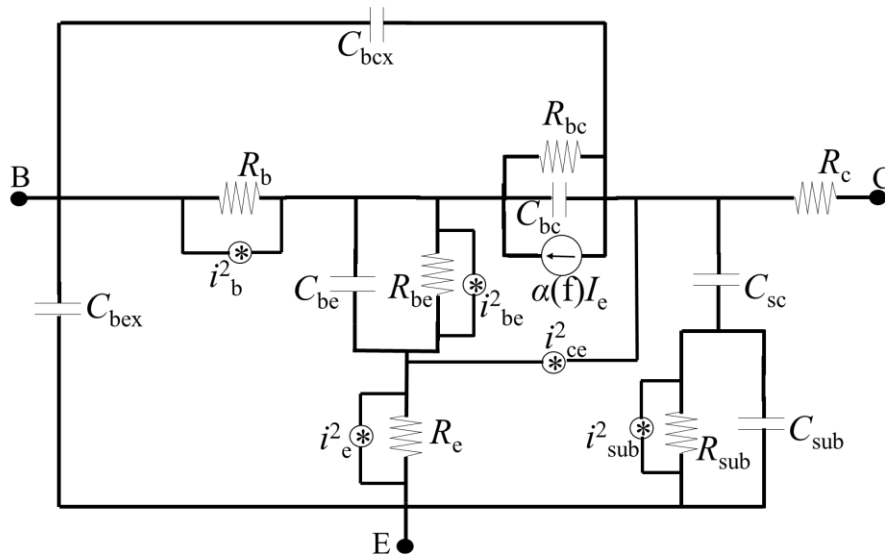 C_bcx
R_bc
B
R_b
R_c
C
C_bc
i²_b
C_be
R_be
i²_be
α(f)I_e
C_sc
C_bex
i²_ce
i²_e
R_e
i²_sub
R_sub
C_sub
E